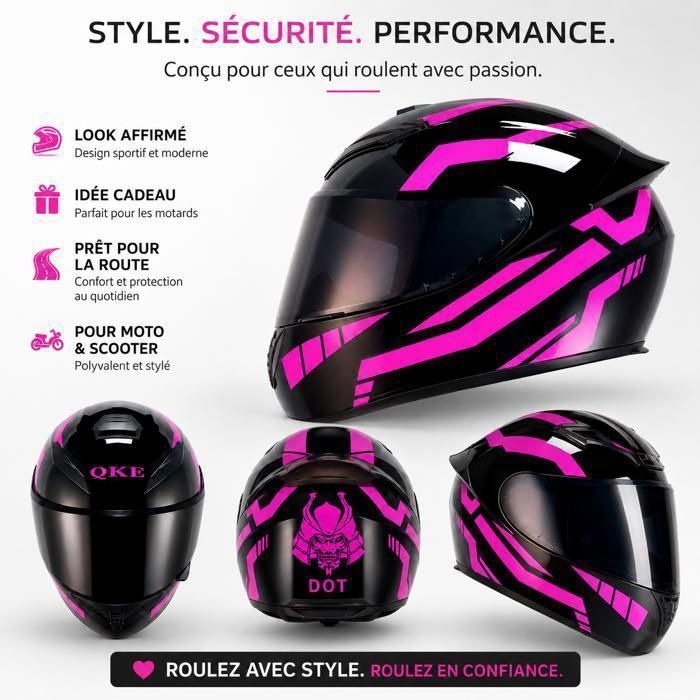 STYLE. SÉCURITÉ. PERFORMANCE.
Conçu pour ceux qui roulent avec passion.
LOOK AFFIRMÉ
Design sportif et moderne
IDÉE CADEAU
Parfait pour les motards
PRÊT POUR
LA ROUTE
Confort et protection
au quotidien
POUR MOTO
& SCOOTER
Polyvalent et stylé
QKE
DOT
ROULEZ AVEC STYLE. ROULEZ EN CONFIANCE.